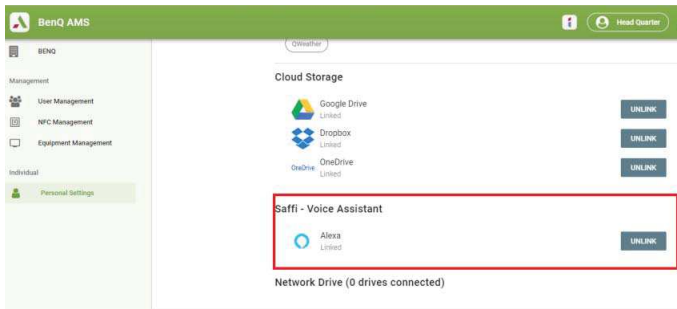 BenQ AMS
Head Quarter
BENQ
Management
User Management
NFC Management
Equipment Management
Individual
Personal Settings
QWeather
Cloud Storage
Google Drive
Linked
UNLINK
Dropbox
Linked
UNLINK
OneDrive
OneDrive
Linked
UNLINK
Saffi - Voice Assistant
Alexa
Linked
UNLINK
Network Drive (0 drives connected)